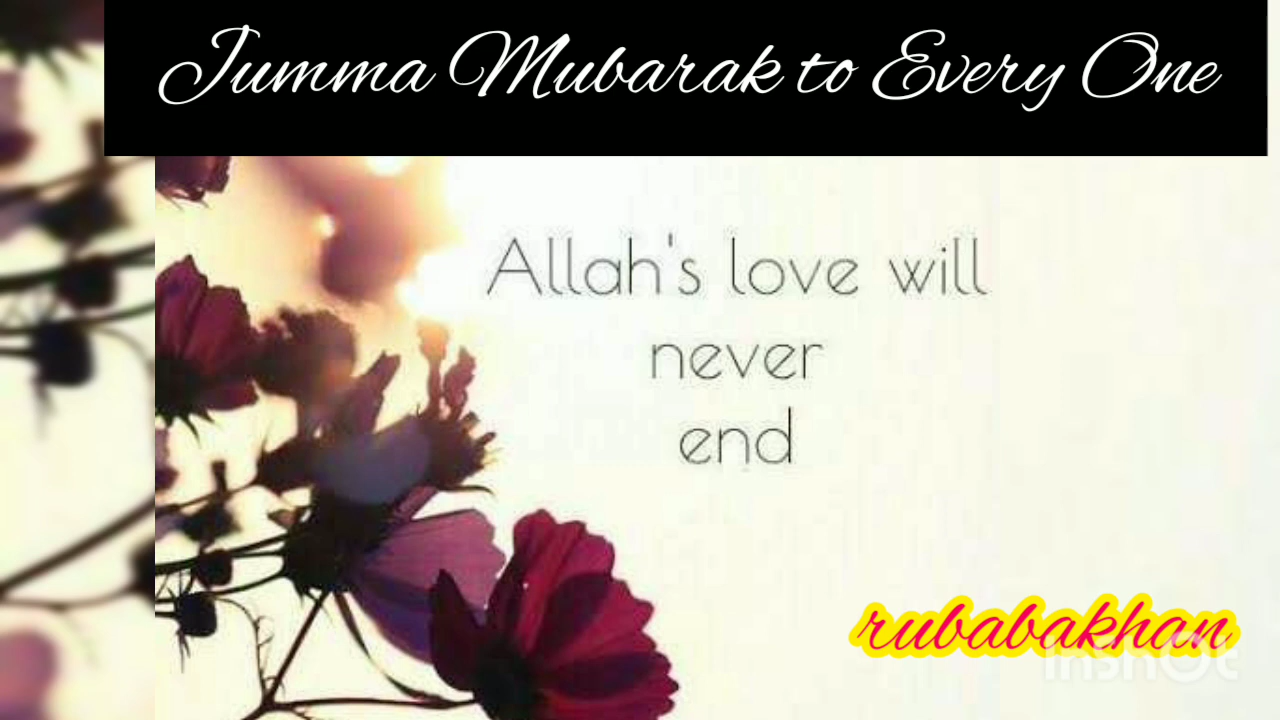 Jumma Mubarak to Every One
Allah's love will
never
end
rubabakhan
InShOt